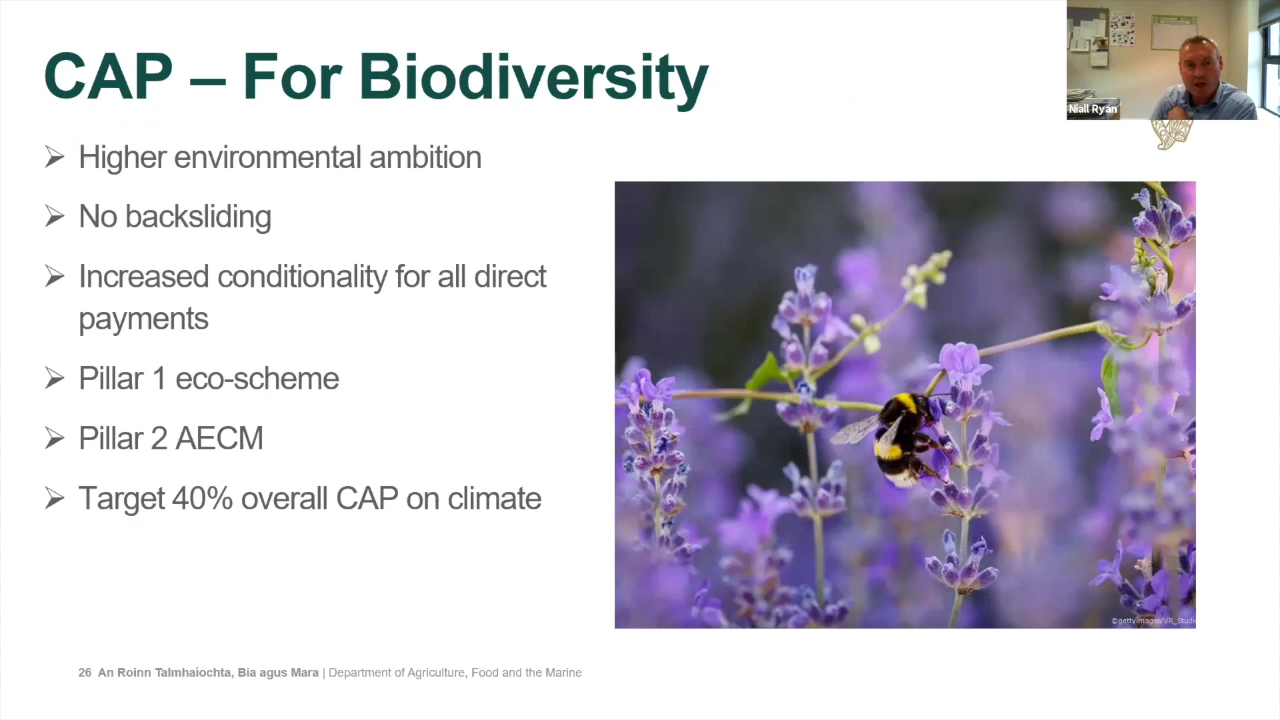 CAP – For Biodiversity
Niall Ryan
➢ Higher environmental ambition
➢ No backsliding
➢ Increased conditionality for all direct
payments
➢ Pillar 1 eco-scheme
➢ Pillar 2 AECM
➢ Target 40% overall CAP on climate
©gettyimages/VR_Studi
26 An Roinn Talmhaíochta, Bia agus Mara | Department of Agriculture, Food and the Marine